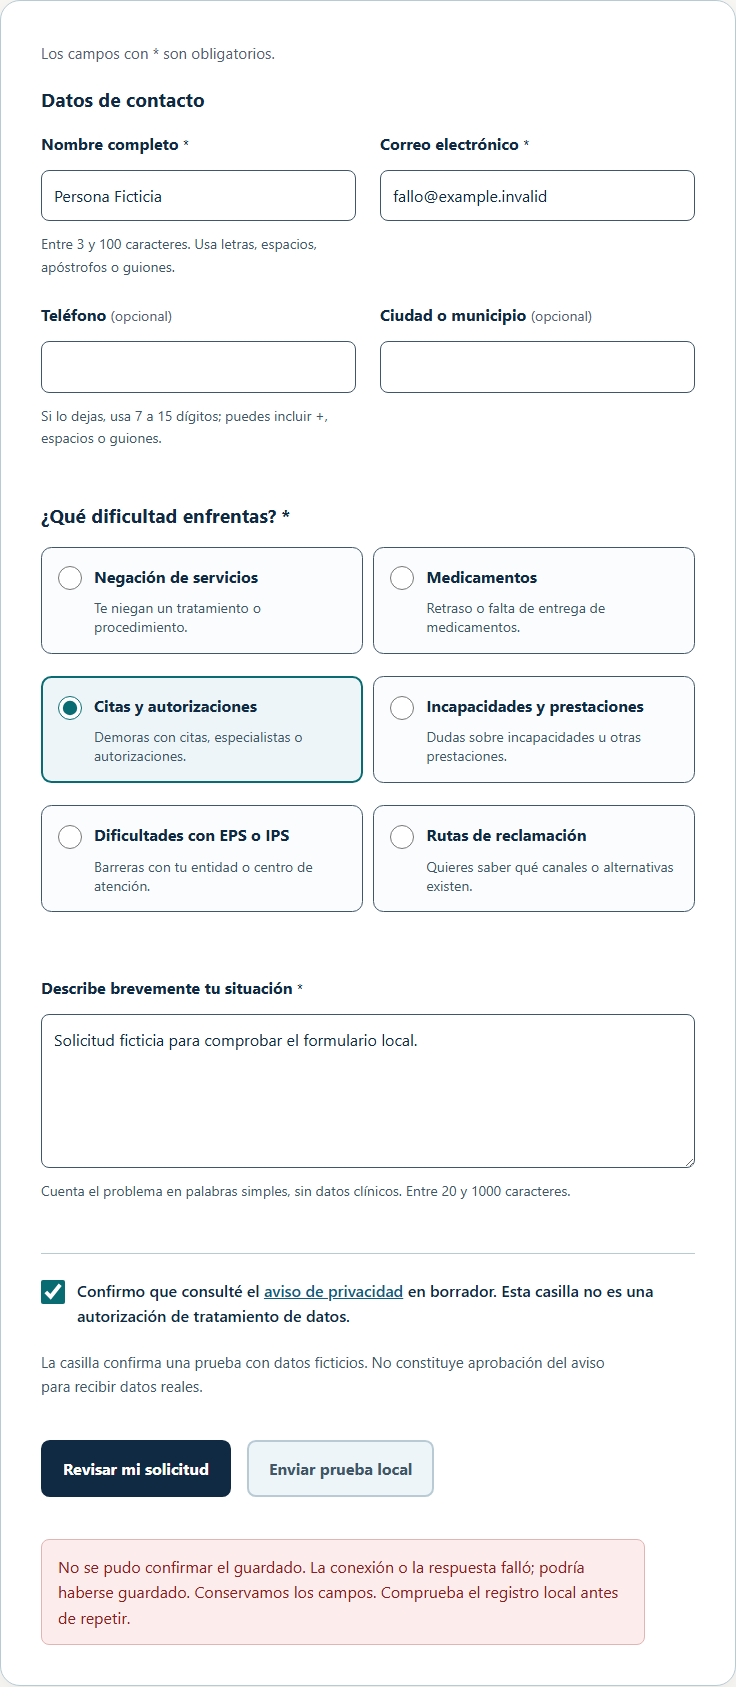 Los campos con * son obligatorios.
Datos de contacto
Nombre completo *
Correo electrónico *
Persona Ficticia
fallo@example.invalid
Entre 3 y 100 caracteres. Usa letras, espacios,
apóstrofos o guiones.
Teléfono (opcional)
Ciudad o municipio (opcional)
Si lo dejas, usa 7 a 15 dígitos; puedes incluir +,
espacios o guiones.
¿Qué dificultad enfrentas? *
Negación de servicios
Te niegan un tratamiento o
procedimiento.
Medicamentos
Retraso o falta de entrega de
medicamentos.
Citas y autorizaciones
Demoras con citas, especialistas o
autorizaciones.
Incapacidades y prestaciones
Dudas sobre incapacidades u otras
prestaciones.
Dificultades con EPS o IPS
Barreras con tu entidad o centro de
atención.
Rutas de reclamación
Quieres saber qué canales o alternativas
existen.
Describe brevemente tu situación *
Solicitud ficticia para comprobar el formulario local.
Cuenta el problema en palabras simples, sin datos clínicos. Entre 20 y 1000 caracteres.
Confirmo que consulté el aviso de privacidad en borrador. Esta casilla no es una
autorización de tratamiento de datos.
La casilla confirma una prueba con datos ficticios. No constituye aprobación del aviso
para recibir datos reales.
Revisar mi solicitud
Enviar prueba local
No se pudo confirmar el guardado. La conexión o la respuesta falló; podría
haberse guardado. Conservamos los campos. Comprueba el registro local antes
de repetir.